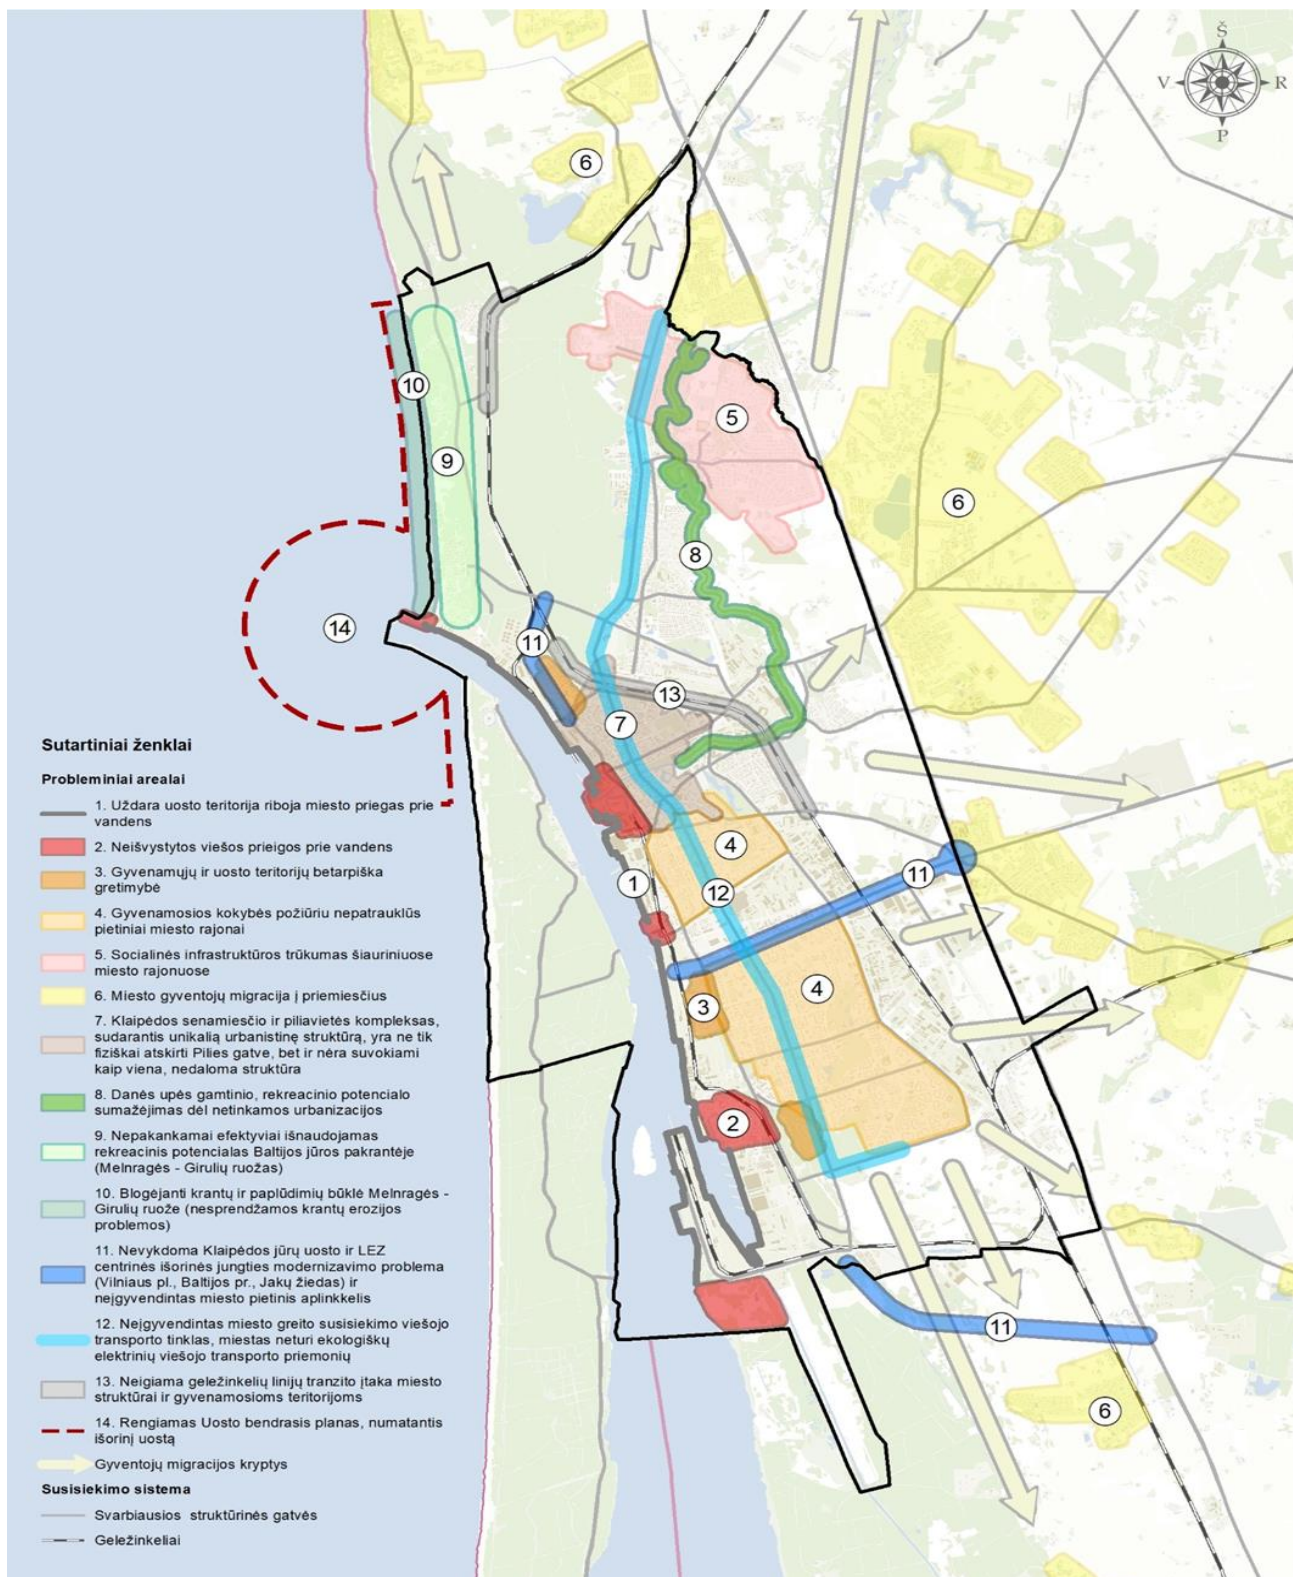 Š
V
R
P
6
5
10
9
6
8
14
11
13
7
4
11
1
12
3
4
2
11
6
Sutartiniai ženklai
Probleminiai arealai
1. Uždara uosto teritorija riboja miesto priegas prie
vandens
2. Neišvystytos viešos prieigos prie vandens
3. Gyvenamųjų ir uosto teritorijų betarpiška
gretimybė
4. Gyvenamosios kokybės požiūriu nepatrauklūs
pietiniai miesto rajonai
5. Socialinės infrastruktūros trūkumas šiauriniuose
miesto rajonuose
6. Miesto gyventojų migracija į priemiesčius
7. Klaipėdos senamiesčio ir piliavietės kompleksas,
sudarantis unikalią urbanistinę struktūrą, yra ne tik
fiziškai atskirti Pilies gatve, bet ir nėra suvokiami
kaip viena, nedaloma struktūra
8. Danės upės gamtinio, rekreacinio potencialo
sumažėjimas dėl netinkamos urbanizacijos
9. Nepakankamai efektyviai išnaudojamas
rekreacinis potencialas Baltijos jūros pakrantėje
(Melnragės - Girulių ruožas)
10. Blogėjanti krantų ir paplūdimių būklė Melnragės -
Girulių ruože (nesprendžamos krantų erozijos
problemos)
11. Nevykdoma Klaipėdos jūrų uosto ir LEZ
centrinės išorinės jungties modernizavimo problema
(Vilniaus pl., Baltijos pr., Jakų žiedas) ir
neįgyvendintas miesto pietinis aplinkkelis
12. Neįgyvendintas miesto greito susisiekimo viešojo
transporto tinklas, miestas neturi ekologiškų
elektrinių viešojo transporto priemonių
13. Neigiama geležinkelių linijų tranzito įtaka miesto
struktūrai ir gyvenamosioms teritorijoms
14. Rengiamas Uosto bendrasis planas, numatantis
išorinį uostą
Gyventojų migracijos kryptys
Susisiekimo sistema
Svarbiausios struktūrinės gatvės
Geležinkeliai